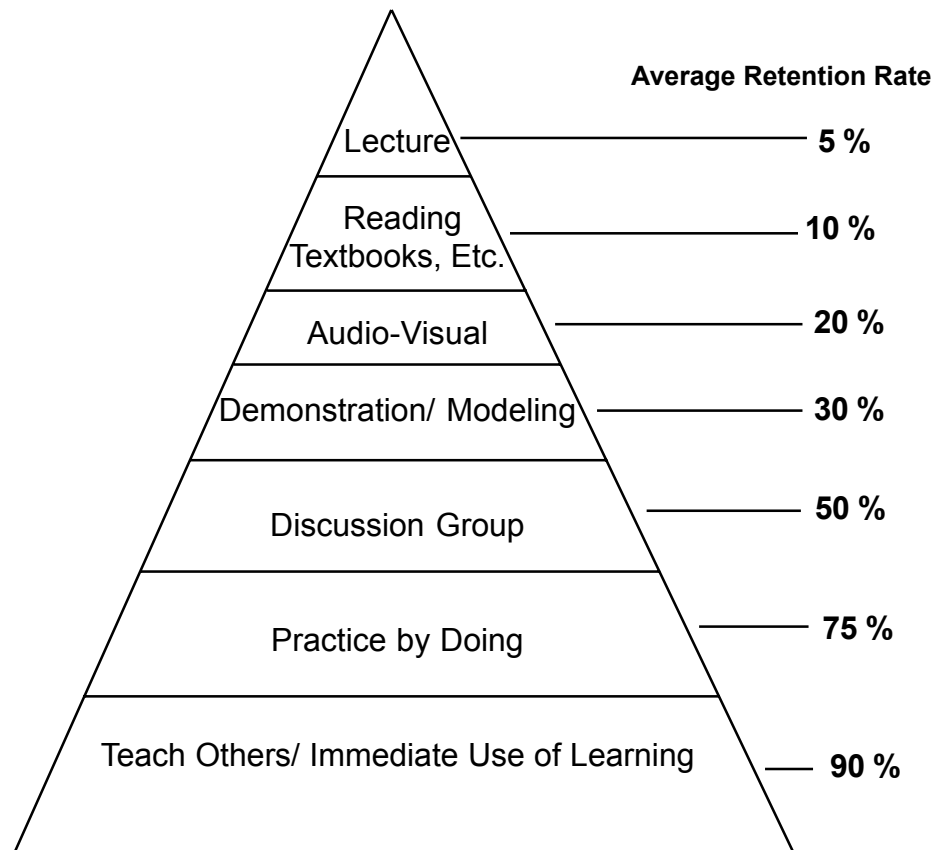 Average Retention Rate
Lecture
5 %
Reading
Textbooks, Etc.
10 %
Audio-Visual
20 %
Demonstration/ Modeling
30 %
Discussion Group
50 %
Practice by Doing
75 %
Teach Others/ Immediate Use of Learning
90 %